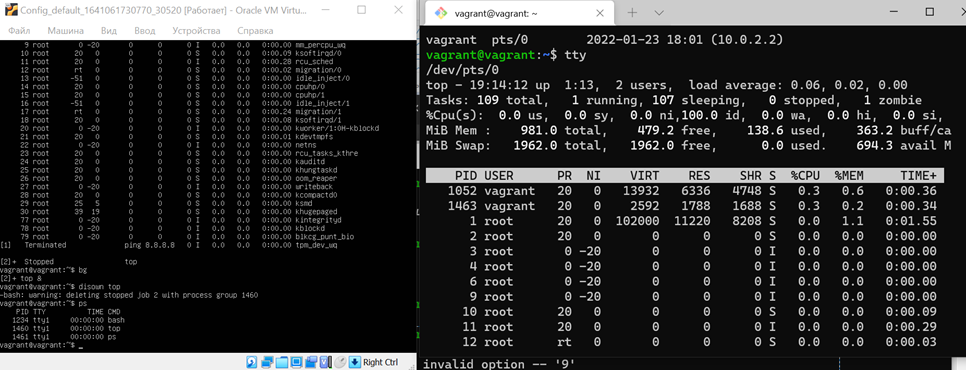 Config_default_1641061730770_30520 [Работает] - Oracle VM Virtu...
Файл Машина Вид Ввод Устройства Справка
9 root 0 -20 0 0 0 I 0.0 0.0 0:00.00 mm_percpu_wq
10 root 20 0 0 0 0 S 0.0 0.0 0:00.09 ksoftirqd/0
11 root 20 0 0 0 0 I 0.0 0.0 0:00.28 rcu_sched
12 root rt 0 0 0 0 S 0.0 0.0 0:00.02 migration/0
13 root -51 0 0 0 0 S 0.0 0.0 0:00.00 idle_inject/0
14 root 20 0 0 0 0 S 0.0 0.0 0:00.00 cpuhp/0
15 root 20 0 0 0 0 S 0.0 0.0 0:00.00 cpuhp/1
16 root -51 0 0 0 0 S 0.0 0.0 0:00.00 idle_inject/1
17 root rt 0 0 0 0 S 0.0 0.0 0:00.24 migration/1
18 root 20 0 0 0 0 S 0.0 0.0 0:00.08 ksoftirqd/1
20 root 0 -20 0 0 0 I 0.0 0.0 0:00.00 kworker/1:0H-kblockd
21 root 20 0 0 0 0 S 0.0 0.0 0:00.01 kdevtmpfs
22 root 0 -20 0 0 0 I 0.0 0.0 0:00.00 netns
23 root 20 0 0 0 0 S 0.0 0.0 0:00.00 rcu_tasks_kthre
24 root 20 0 0 0 0 S 0.0 0.0 0:00.00 kauditd
25 root 20 0 0 0 0 S 0.0 0.0 0:00.00 khungtaskd
26 root 20 0 0 0 0 S 0.0 0.0 0:00.00 oom_reaper
27 root 0 -20 0 0 0 I 0.0 0.0 0:00.00 writeback
28 root 20 0 0 0 0 S 0.0 0.0 0:00.00 kcompactd0
29 root 25 5 0 0 0 S 0.0 0.0 0:00.00 ksmd
30 root 39 19 0 0 0 S 0.0 0.0 0:00.00 khugepaged
77 root 0 -20 0 0 0 I 0.0 0.0 0:00.00 kintegrityd
78 root 0 -20 0 0 0 I 0.0 0.0 0:00.00 kblockd
79 root 0 -20 0 0 0 I 0.0 0.0 0:00.00 blkcg_punt_bio
[1] Terminated ping 8.8.8.8 0 I 0.0 0.0 0:00.00 tpm_dev_wq
[2]+ Stopped top
vagrant@vagrant:~$ bg
[2]+ top &
vagrant@vagrant:~$ disown top
-bash: warning: deleting stopped job 2 with process group 1460
vagrant@vagrant:~$ ps
PID TTY TIME CMD
1234 tty1 00:00:00 bash
1460 tty1 00:00:00 top
1461 tty1 00:00:00 ps
vagrant@vagrant:~$ _
Right Ctrl
vagrant@vagrant: ~
vagrant pts/0 2022-01-23 18:01 (10.0.2.2)
vagrant@vagrant:~$ tty
/dev/pts/0
top - 19:14:12 up 1:13, 2 users, load average: 0.06, 0.02, 0.00
Tasks: 109 total, 1 running, 107 sleeping, 0 stopped, 1 zombie
%Cpu(s): 0.0 us, 0.0 sy, 0.0 ni,100.0 id, 0.0 wa, 0.0 hi, 0.0 si,
MiB Mem : 981.0 total, 479.2 free, 138.6 used, 363.2 buff/ca
MiB Swap: 1962.0 total, 1962.0 free, 0.0 used. 694.3 avail M
PID USER PR NI VIRT RES SHR S %CPU %MEM TIME+
1052 vagrant 20 0 13932 6336 4748 S 0.3 0.6 0:00.36
1463 vagrant 20 0 2592 1788 1688 S 0.3 0.2 0:00.34
1 root 20 0 102000 11220 8208 S 0.0 1.1 0:01.55
2 root 20 0 0 0 0 S 0.0 0.0 0:00.00
3 root 0 -20 0 0 0 I 0.0 0.0 0:00.00
4 root 0 -20 0 0 0 I 0.0 0.0 0:00.00
6 root 0 -20 0 0 0 I 0.0 0.0 0:00.00
9 root 0 -20 0 0 0 I 0.0 0.0 0:00.00
10 root 20 0 0 0 0 S 0.0 0.0 0:00.09
11 root 20 0 0 0 0 I 0.0 0.0 0:00.29
12 root rt 0 0 0 0 S 0.0 0.0 0:00.03
invalid option -- '9'